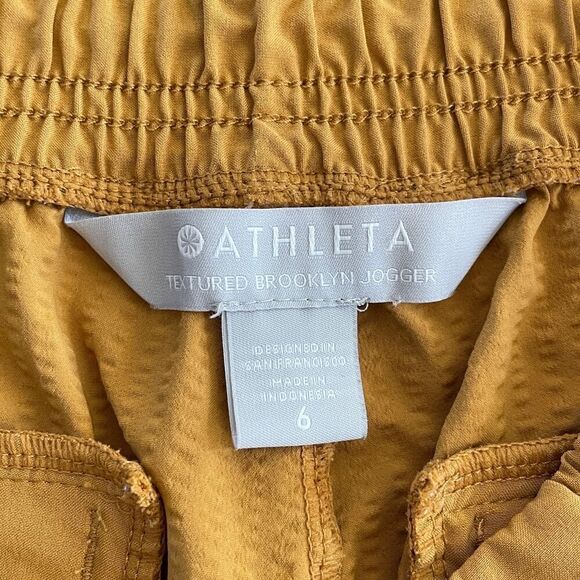 ATHLETA
TEXTURED BROOKLYN JOGGER
DESIGNED IN
SAN FRANCISCO
MADE IN
INDONESIA
6